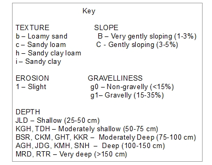 Key
TEXTURE SLOPE
b – Loamy sand B – Very gently sloping (1-3%)
c – Sandy loam C - Gently sloping (3-5%)
h – Sandy clay loam
i – Sandy clay
EROSION GRAVELLINESS
1 – Slight g0 – Non-gravelly (<15%)
g1– Gravelly (15-35%)
DEPTH
JLD – Shallow (25-50 cm)
KGH, TDH – Moderately shallow (50-75 cm)
BSR, CKM, GHT, KKR – Moderately Deep (75-100 cm)
AGH, JDG, KMH, SNH – Deep (100-150 cm)
MRD, RTR – Very deep (>150 cm)